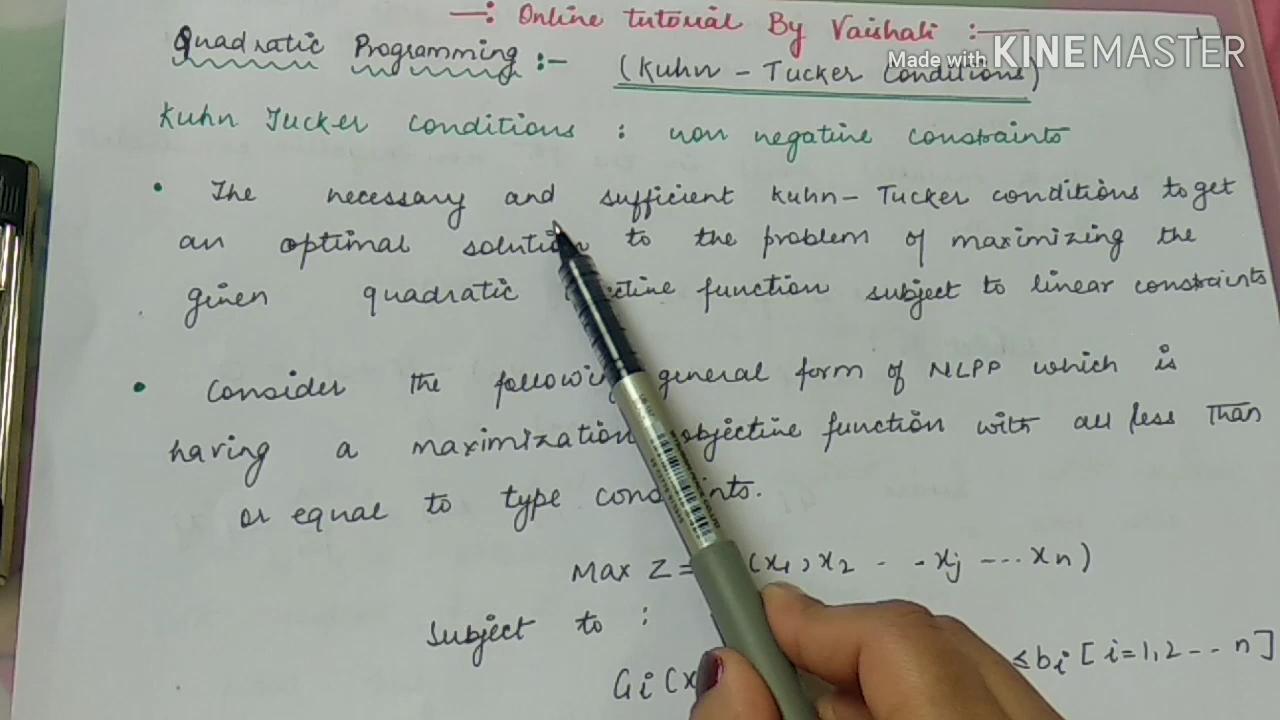 —: Online tutorial By Vaishali :—
Made with KINEMASTER
Quadratic Programming :-
(Kuhn - Tucker Conditions)
Kuhn Tucker conditions : non negative constraints
• The necessary and sufficient Kuhn - Tucker conditions to get
an optimal solution to the problem of maximizing the
given quadratic function subject to linear constraints
• Consider the following general form of NLPP which is
having a maximization objective function with all less than
or equal to type
Max Z = (x1, x2 - - xj --- xn)
Subject to :
Gi (x ≤ bi [i=1,2 -- n]